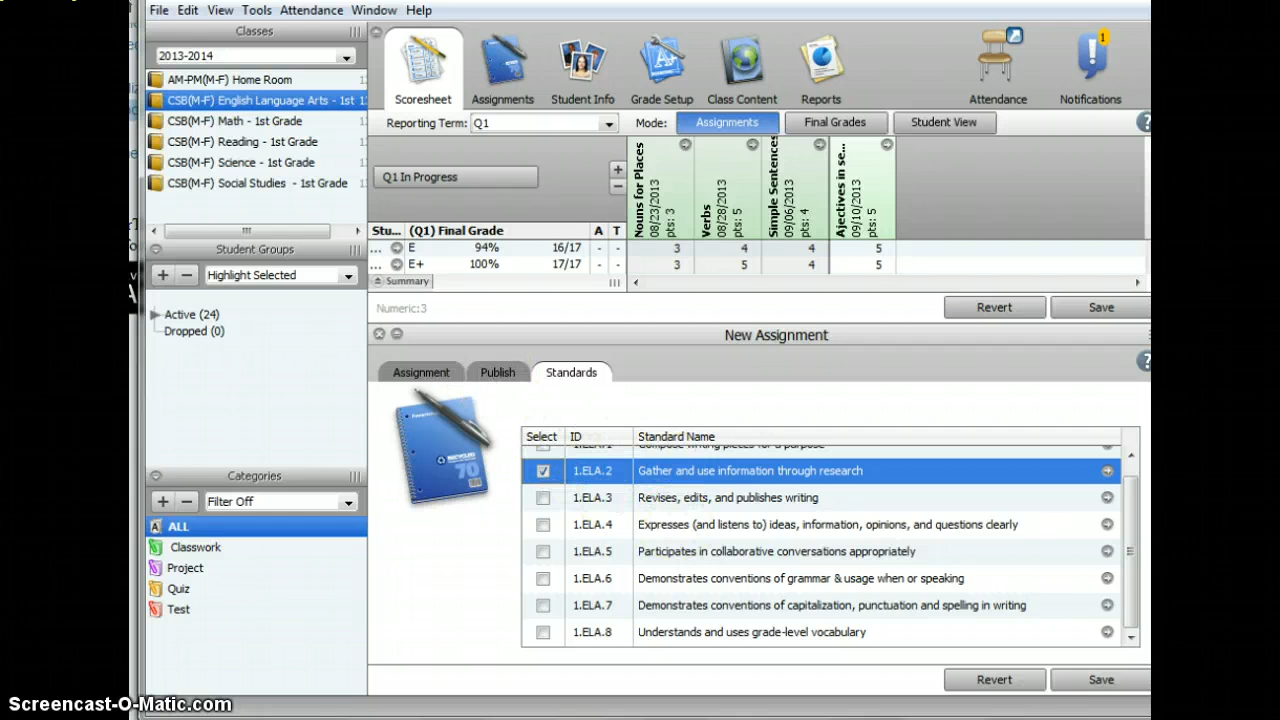 File Edit View Tools Attendance Window Help
Classes
2013-2014
AM-PM(M-F) Home Room
CSB(M-F) English Language Arts - 1st
CSB(M-F) Math - 1st Grade
CSB(M-F) Reading - 1st Grade
CSB(M-F) Science - 1st Grade
CSB(M-F) Social Studies - 1st Grade
Student Groups
Highlight Selected
Active (24)
Dropped (0)
Categories
Filter Off
ALL
Classwork
Project
Quiz
Test
Scoresheet Assignments Student Info Grade Setup Class Content Reports Attendance Notifications
1
Reporting Term: Q1 Mode: Assignments Final Grades Student View
Q1 In Progress
Nouns for Places
08/23/2013
pts: 3
Verbs
08/28/2013
pts: 5
Simple Sentences
09/06/2013
pts: 4
Ajectives in se...
09/10/2013
pts: 5
Stu... (Q1) Final Grade A T
... E 94% 16/17 - - 3 4 4 5
... E+ 100% 17/17 - - 3 5 4 5
Summary
Numeric:3 Revert Save
New Assignment
Assignment Publish Standards
RECYCLED
70
Select ID Standard Name
1.ELA.1 Compose writing pieces for a purpose
1.ELA.2 Gather and use information through research
1.ELA.3 Revises, edits, and publishes writing
1.ELA.4 Expresses (and listens to) ideas, information, opinions, and questions clearly
1.ELA.5 Participates in collaborative conversations appropriately
1.ELA.6 Demonstrates conventions of grammar & usage when or speaking
1.ELA.7 Demonstrates conventions of capitalization, punctuation and spelling in writing
1.ELA.8 Understands and uses grade-level vocabulary
Revert Save
Screencast-O-Matic.com